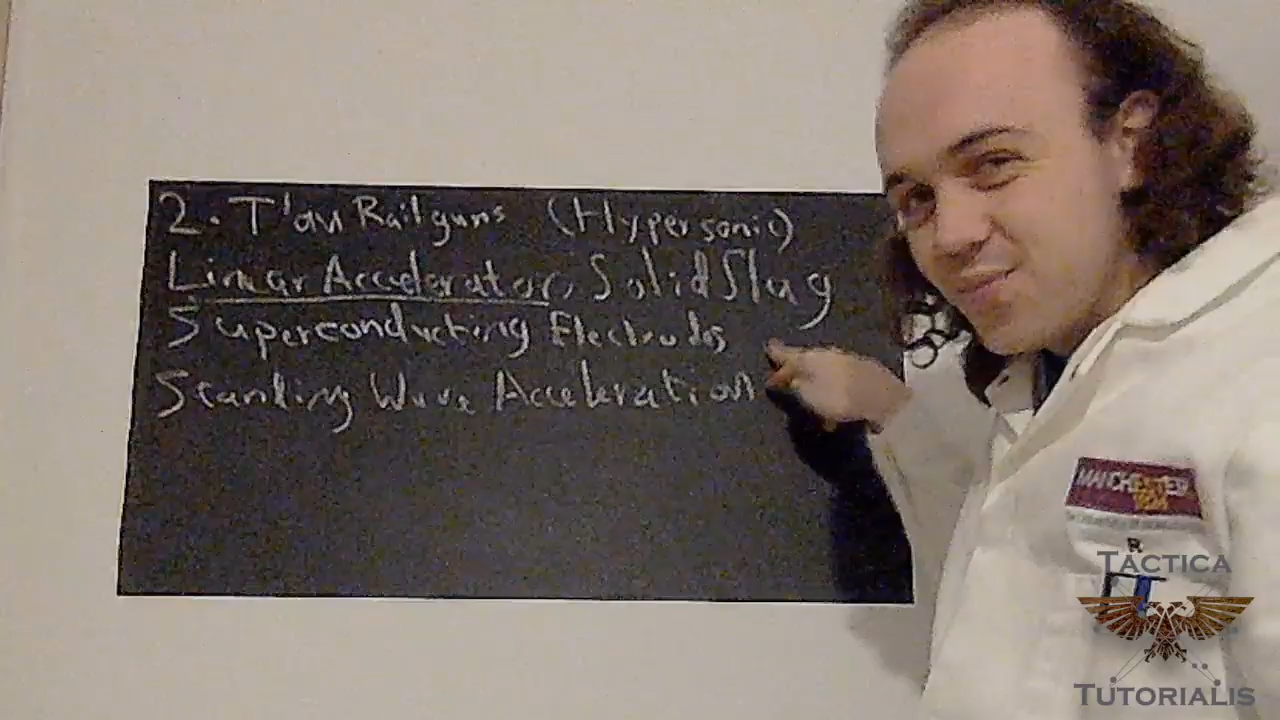 2. T'au Railguns (Hypersonic)
Linear Accelerator, Solid Slug
Superconducting Electrodes
Standing Wave Acceleration
MANCHESTER
TACTICA
TUTORIALIS